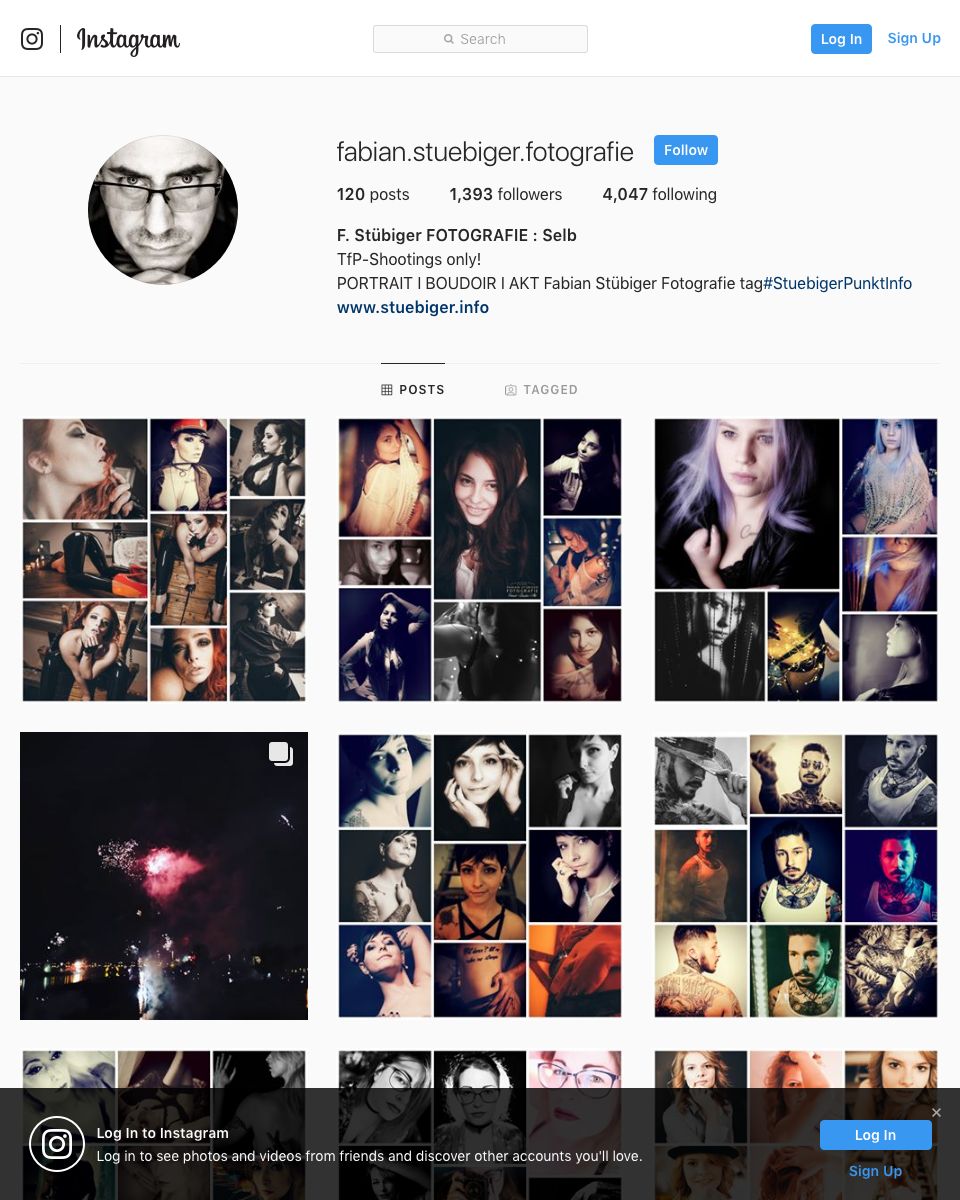 Instagram
Search
Log In
Sign Up
fabian.stuebiger.fotografie
Follow
120 posts
1,393 followers
4,047 following
F. Stübiger FOTOGRAFIE : Selb
TfP-Shootings only!
PORTRAIT I BOUDOIR I AKT Fabian Stübiger Fotografie tag#StuebigerPunktInfo
www.stuebiger.info
POSTS
TAGGED
FOTOGRAFIE
Log In to Instagram
Log in to see photos and videos from friends and discover other accounts you'll love.
Log In
Sign Up